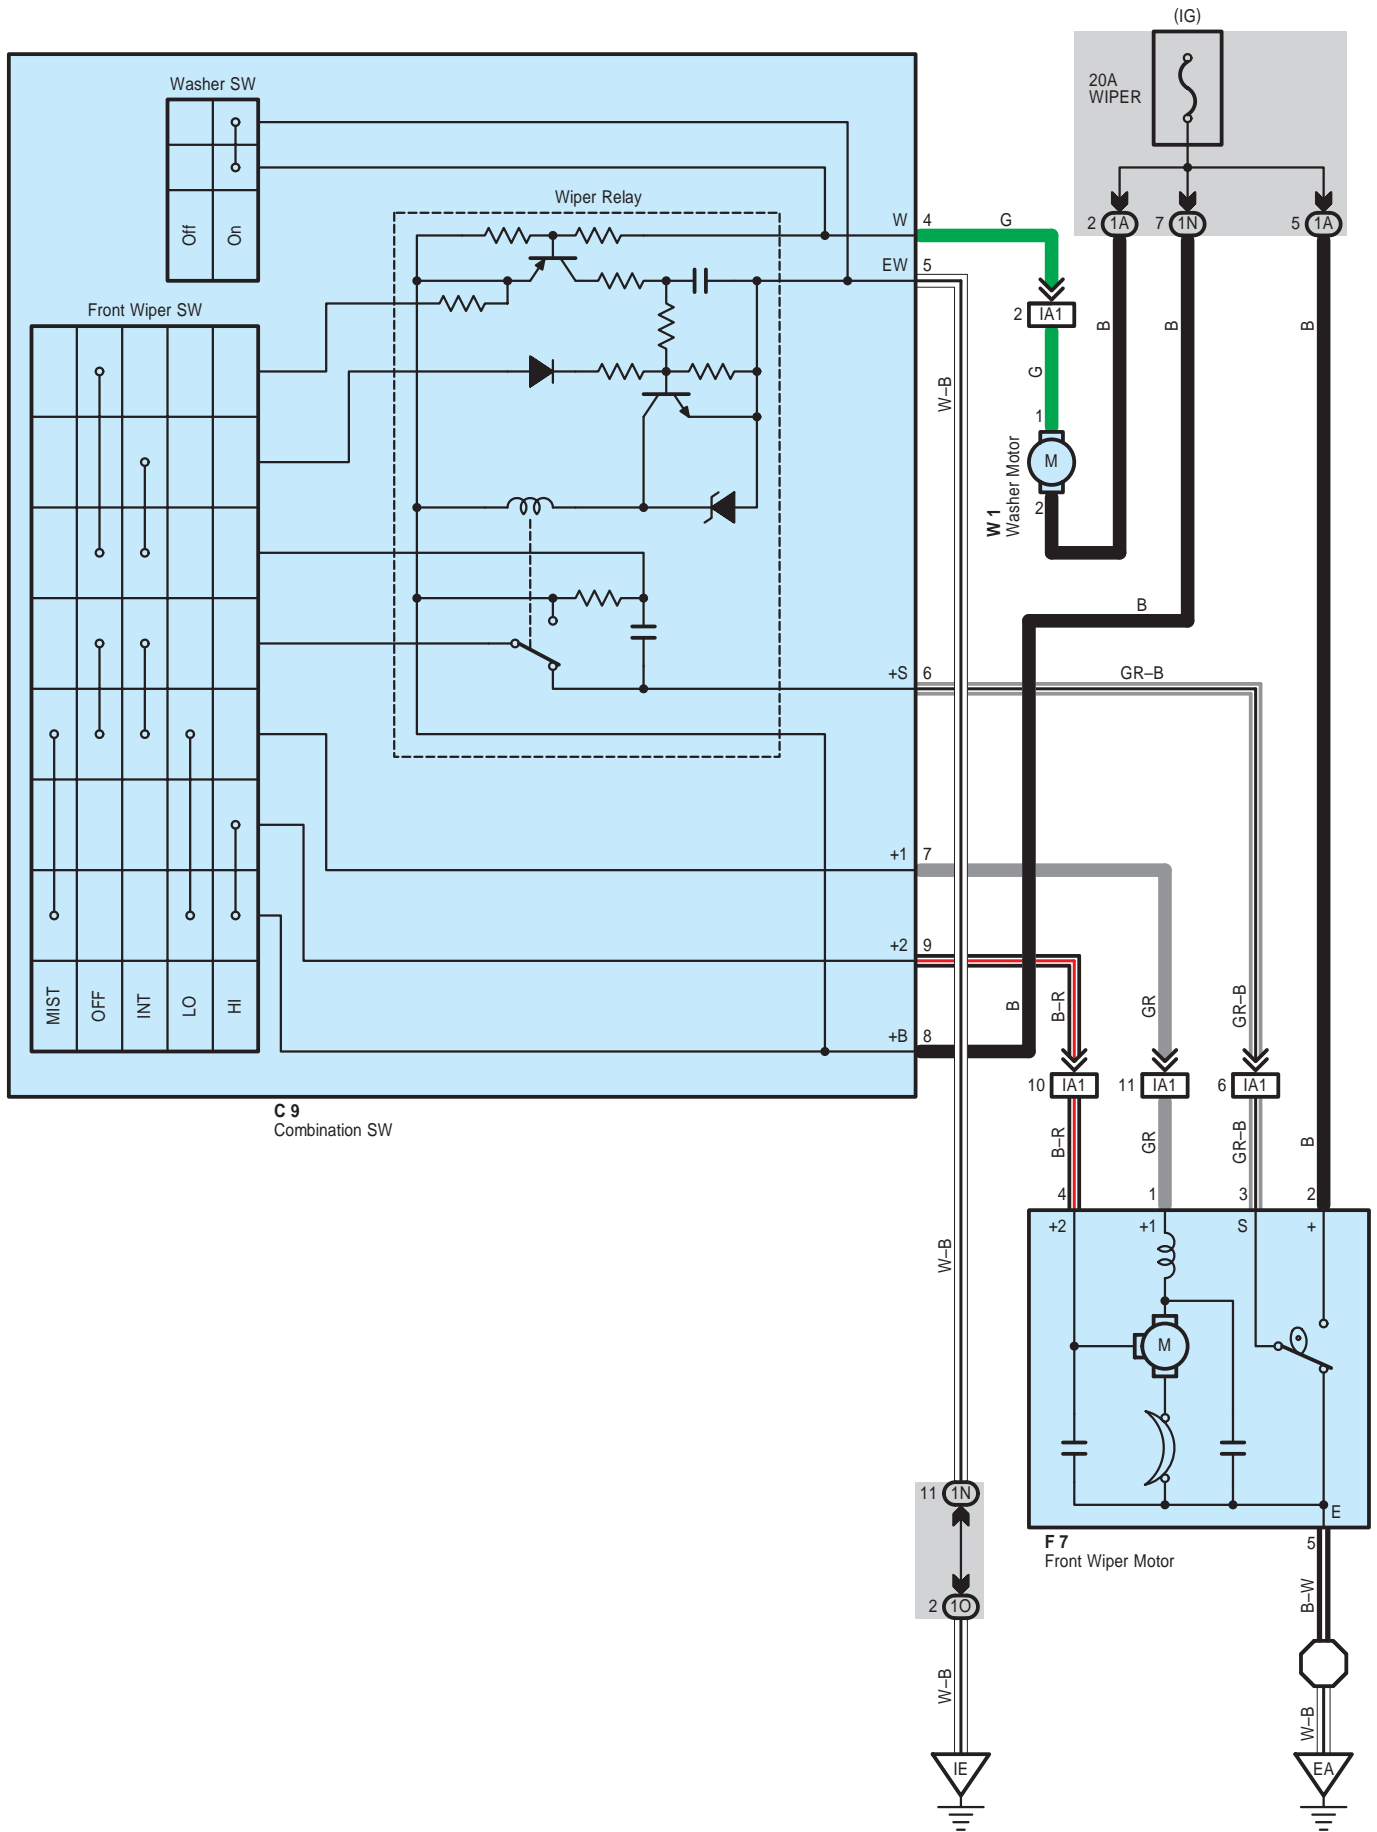 (IG)
20A
WIPER
2 1A
7 1N
5 1A
Washer SW
Off
On
Wiper Relay
Front Wiper SW
MIST
OFF
INT
LO
HI
W 4
G
EW 5
2 IA1
G
B
B
B
W–B
1
M
2
W 1
Washer Motor
B
+S 6
GR–B
+1 7
+2 9
+B 8
B
B–R
GR
GR–B
10 IA1
11 IA1
6 IA1
C 9
Combination SW
B–R
GR
GR–B
B
4
1
3
2
+2
+1
S
+
W–B
M
E
F 7
Front Wiper Motor
5
11 1N
2 1O
B–W
W–B
W–B
IE
EA